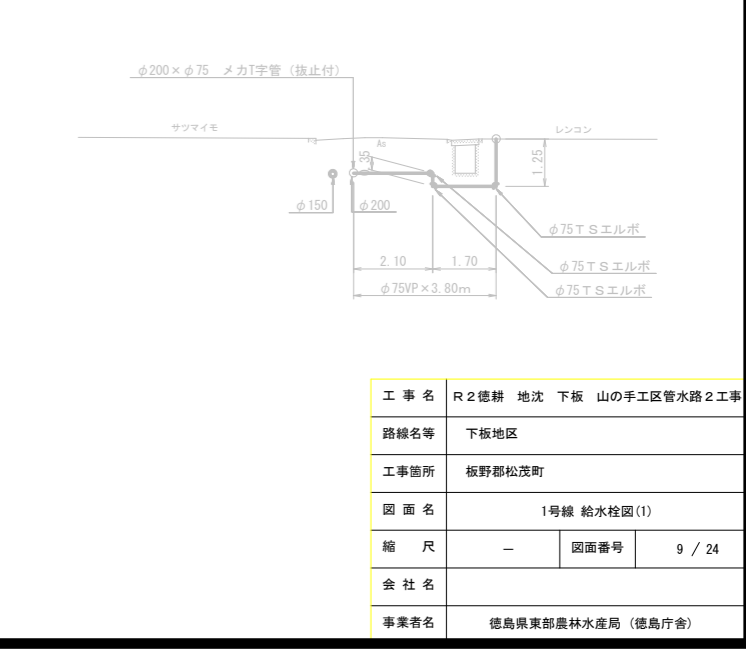 φ200×φ75 メカT字管（抜止付）
サツマイモ
レンコン
As
35
1.25
φ150
φ200
φ75ＴＳエルボ
2.10
1.70
φ75ＴＳエルボ
φ75VP×3.80m
φ75ＴＳエルボ
工 事 名 Ｒ２徳耕　地沈　下板　山の手工区管水路２工事
路線名等 下板地区
工事箇所 板野郡松茂町
図 面 名 1号線 給水栓図(1)
縮　尺 － 図面番号 9 ／ 24
会 社 名
事業者名 徳島県東部農林水産局（徳島庁舎）